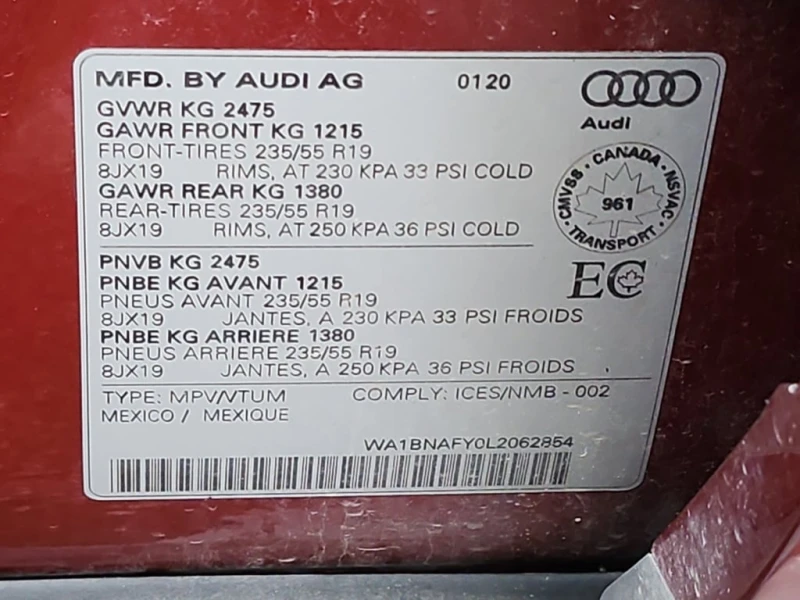 MFD. BY AUDI AG 0120
GVWR KG 2475
GAWR FRONT KG 1215
Audi
FRONT-TIRES 235/55 R19
8JX19 RIMS, AT 230 KPA 33 PSI COLD
GAWR REAR KG 1380
REAR-TIRES 235/55 R19
8JX19 RIMS, AT 250 KPA 36 PSI COLD
CANADA · NSVAC · TRANSPORT · CMVSS
961
PNVB KG 2475
EC
PNBE KG AVANT 1215
PNEUS AVANT 235/55 R19
8JX19 JANTES, A 230 KPA 33 PSI FROIDS
PNBE KG ARRIERE 1380
PNEUS ARRIERE 235/55 R19
8JX19 JANTES, A 250 KPA 36 PSI FROIDS
TYPE: MPV/VTUM COMPLY: ICES/NMB - 002
MEXICO / MEXIQUE
WA1BNAFY0L2062854